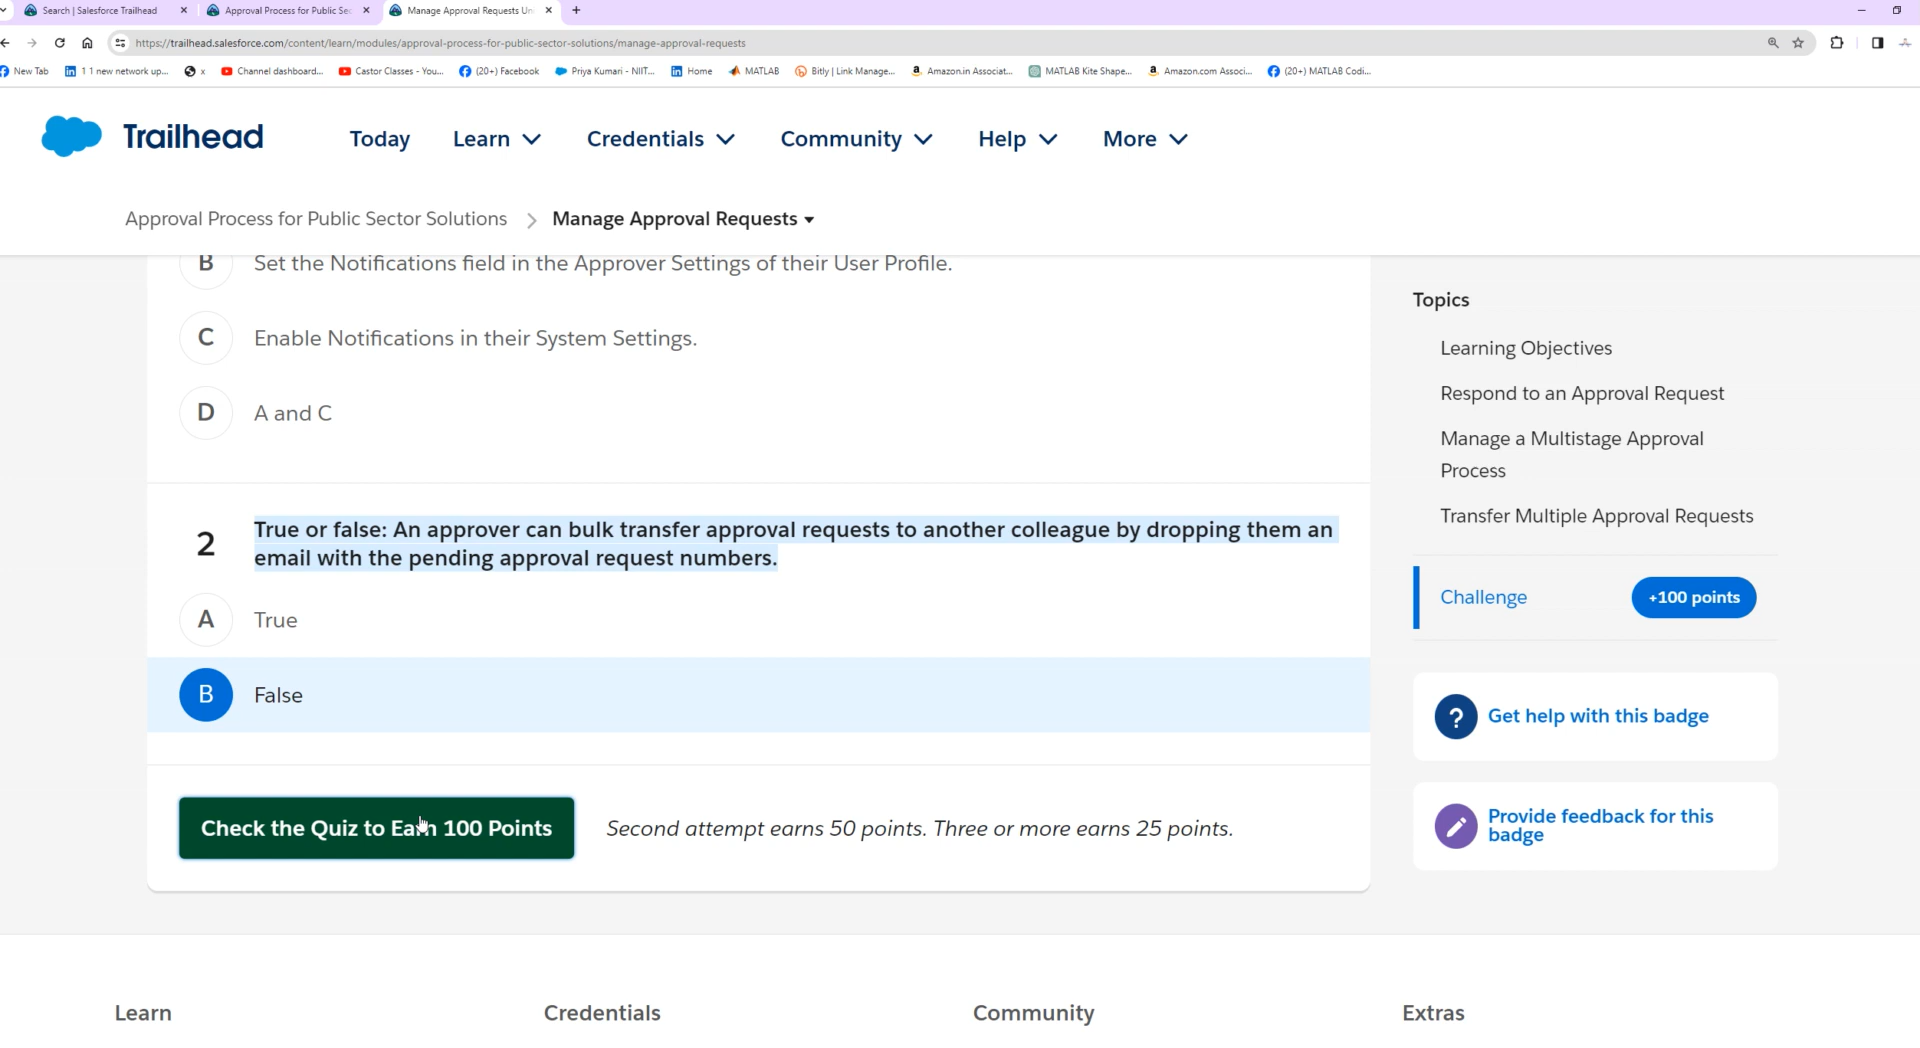 Search | Salesforce Trailhead
Approval Process for Public Sec
Manage Approval Requests Un
https://trailhead.salesforce.com/content/learn/modules/approval-process-for-public-sector-solutions/manage-approval-requests
New Tab
1 1 new network up...
x
Channel dashboard...
Castor Classes - You...
(20+) Facebook
Priya Kumari - NIIT...
Home
MATLAB
Bitly | Link Manage...
Amazon.in Associat...
MATLAB Kite Shape...
Amazon.com Associ...
(20+) MATLAB Codi...
Trailhead
Today
Learn
Credentials
Community
Help
More
Approval Process for Public Sector Solutions
Manage Approval Requests
B
Set the Notifications field in the Approver Settings of their User Profile.
C
Enable Notifications in their System Settings.
D
A and C
2
True or false: An approver can bulk transfer approval requests to another colleague by dropping them an
email with the pending approval request numbers.
A
True
B
False
Check the Quiz to Earn 100 Points
Second attempt earns 50 points. Three or more earns 25 points.
Topics
Learning Objectives
Respond to an Approval Request
Manage a Multistage Approval
Process
Transfer Multiple Approval Requests
Challenge
+100 points
?
Get help with this badge
Provide feedback for this
badge
Learn
Credentials
Community
Extras